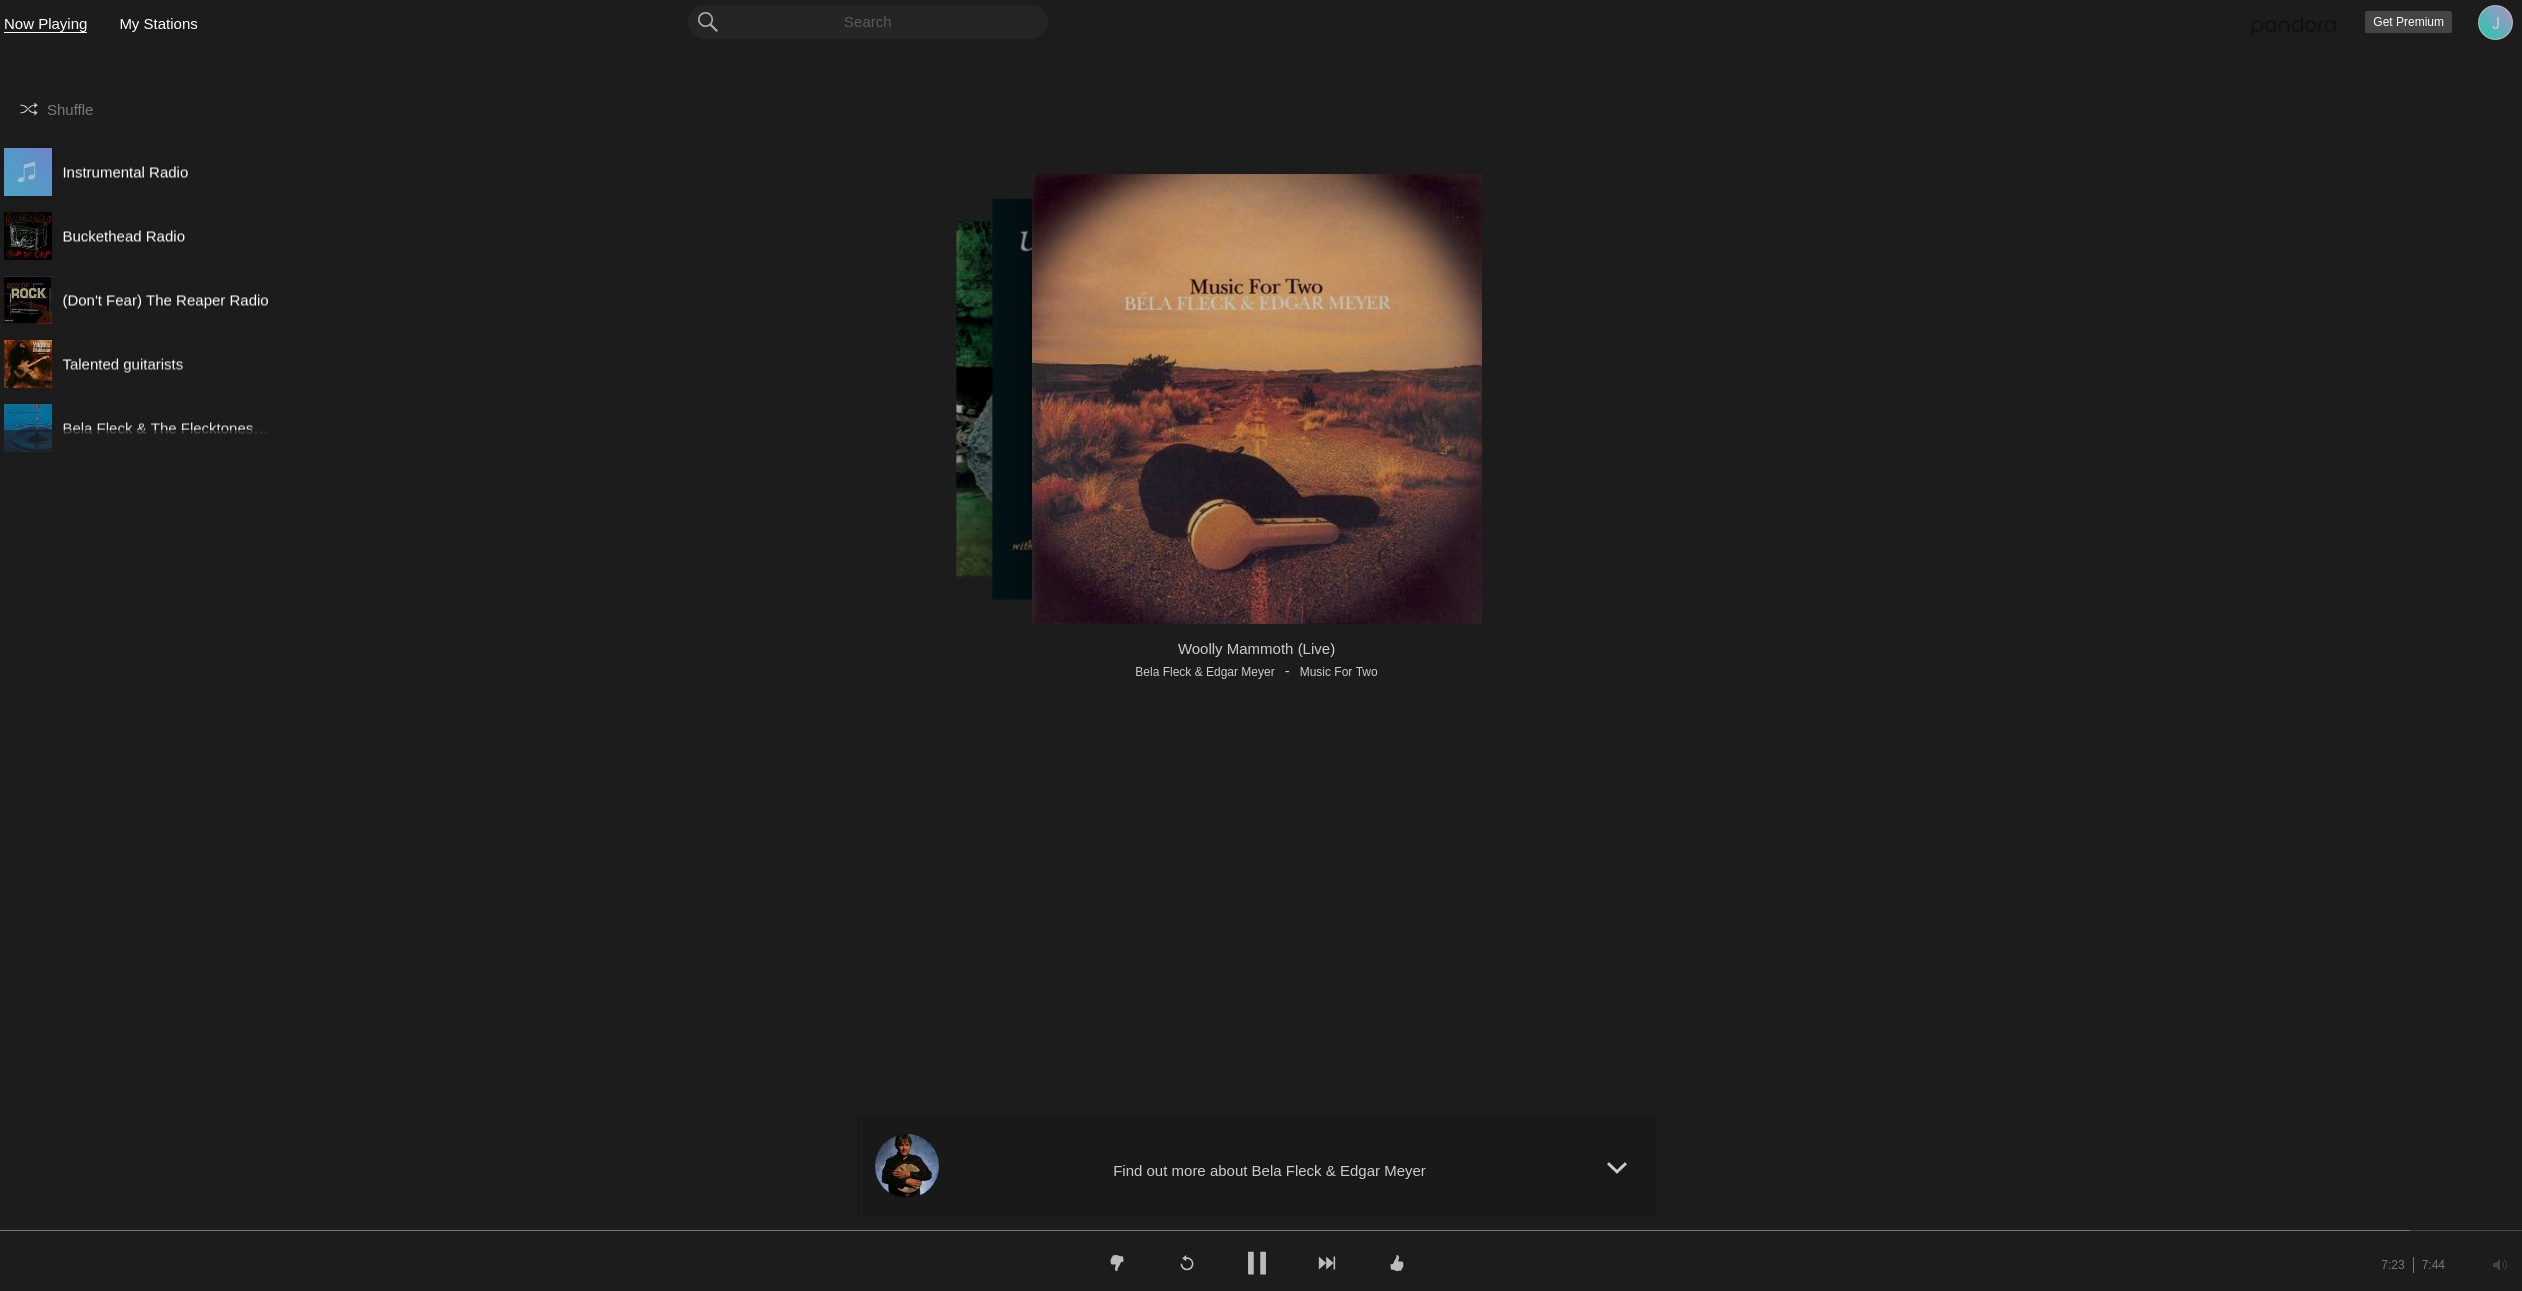 Now Playing
My Stations
Search
pandora
Get Premium
J
Shuffle
Instrumental Radio
Buckethead Radio
ROCK
(Don't Fear) The Reaper Radio
Talented guitarists
Bela Fleck & The Flecktones...
with
Music For Two
BÉLA FLECK & EDGAR MEYER
Woolly Mammoth (Live)
Bela Fleck & Edgar Meyer - Music For Two
Find out more about Bela Fleck & Edgar Meyer
7:23 7:44